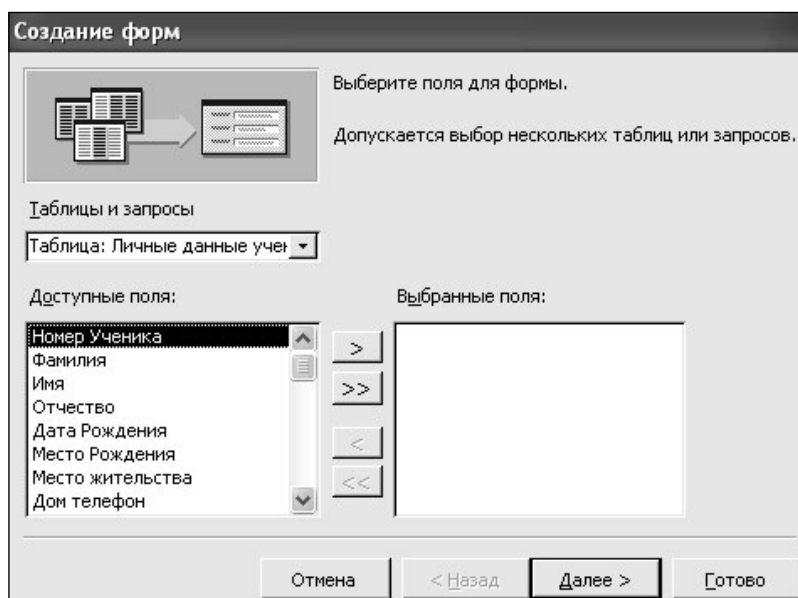 Создание форм
Выберите поля для формы.
Допускается выбор нескольких таблиц или запросов.
Таблицы и запросы
Таблица: Личные данные учен
Доступные поля:
Выбранные поля:
Номер Ученика
Фамилия
Имя
Отчество
Дата Рождения
Место Рождения
Место жительства
Дом телефон
>
>>
<
<<
Отмена
< Назад
Далее >
Готово